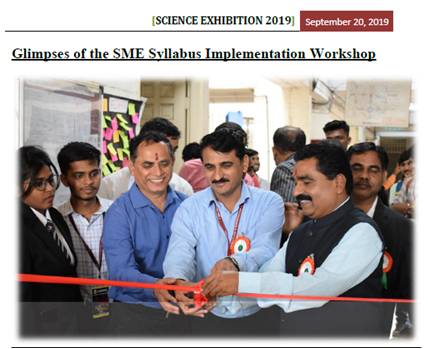 [SCIENCE EXHIBITION 2019] September 20, 2019
Glimpses of the SME Syllabus Implementation Workshop